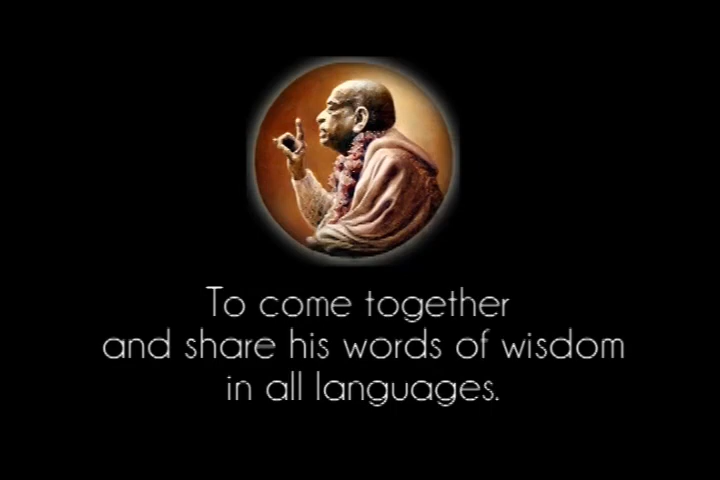 To come together
and share his words of wisdom
in all languages.